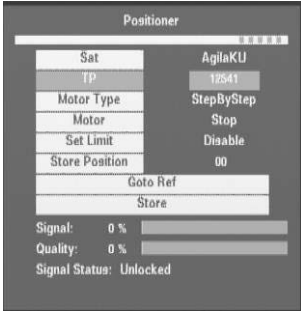 Positioner
Sat AgilaKU
TP 12541
Motor Type StepByStep
Motor Stop
Set Limit Disable
Store Position 00
Goto Ref
Store
Signal: 0 %
Quality: 0 %
Signal Status: Unlocked